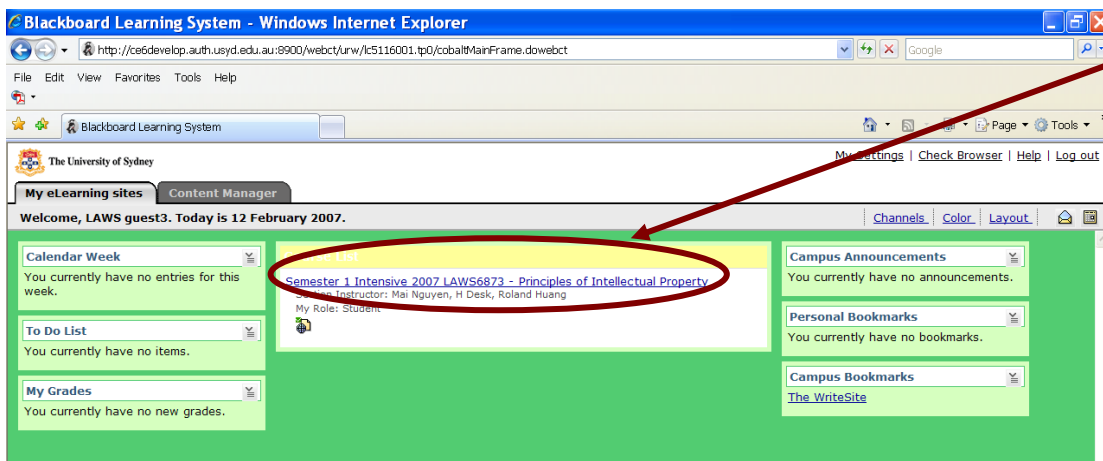 Blackboard Learning System - Windows Internet Explorer
http://ce6develop.auth.usyd.edu.au:8900/webct/urw/lc5116001.tp0/cobaltMainFrame.dowebct
Google
File Edit View Favorites Tools Help
Blackboard Learning System
Page Tools
The University of Sydney
My Settings | Check Browser | Help | Log out
My eLearning sites Content Manager
Welcome, LAWS guest3. Today is 12 February 2007.
Channels Color Layout
Calendar Week
You currently have no entries for this
week.
To Do List
You currently have no items.
My Grades
You currently have no new grades.
List
Semester 1 Intensive 2007 LAWS6873 - Principles of Intellectual Property
Section Instructor: Mai Nguyen, H Desk, Roland Huang
My Role: Student
Campus Announcements
You currently have no announcements.
Personal Bookmarks
You currently have no bookmarks.
Campus Bookmarks
The WriteSite